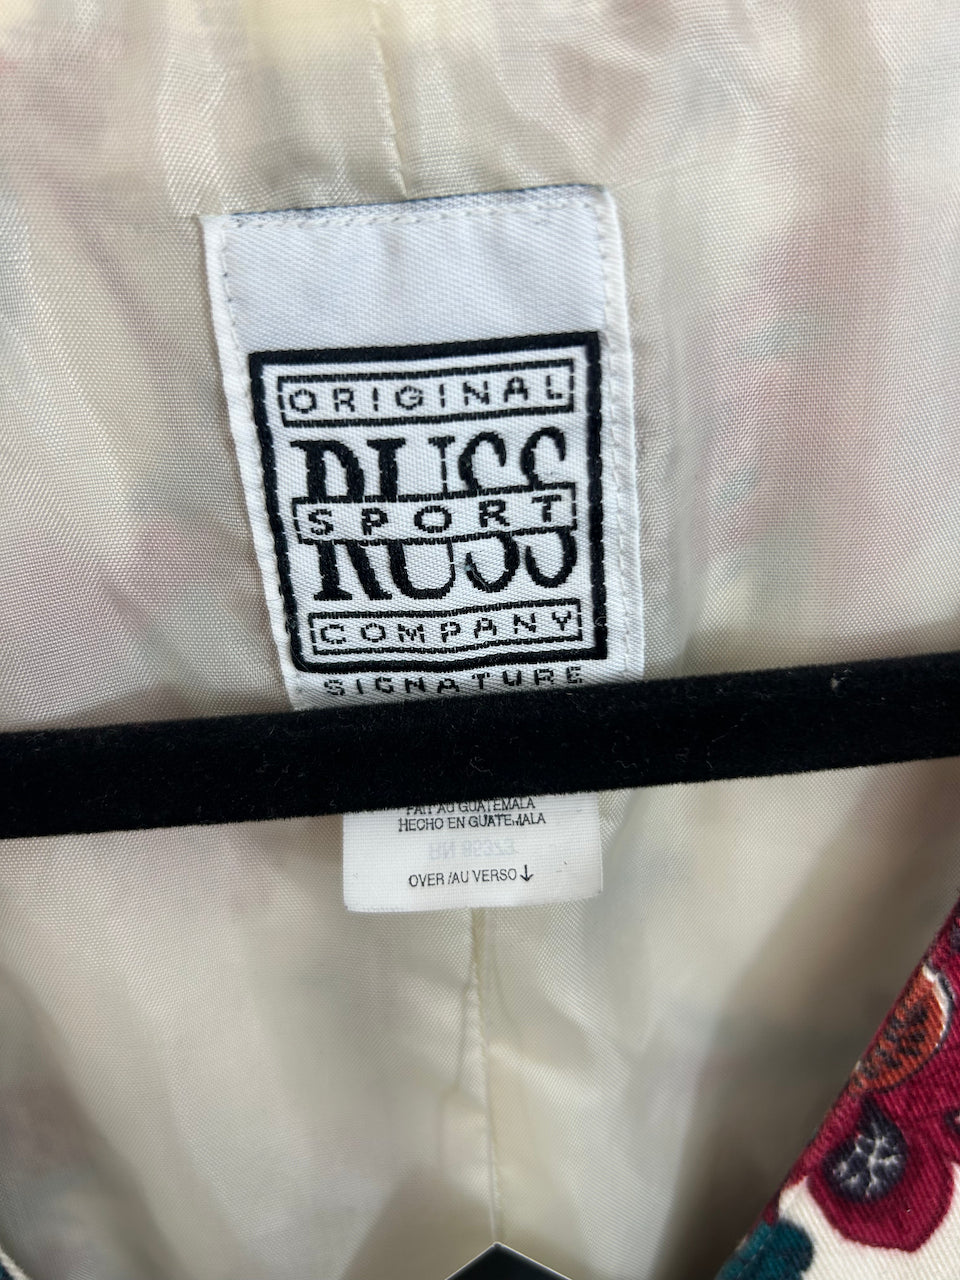 ORIGINAL
RUSS
SPORT
COMPANY
SIGNATURE
FAIT AU GUATEMALA
HECHO EN GUATEMALA
OVER /AU VERSO↓